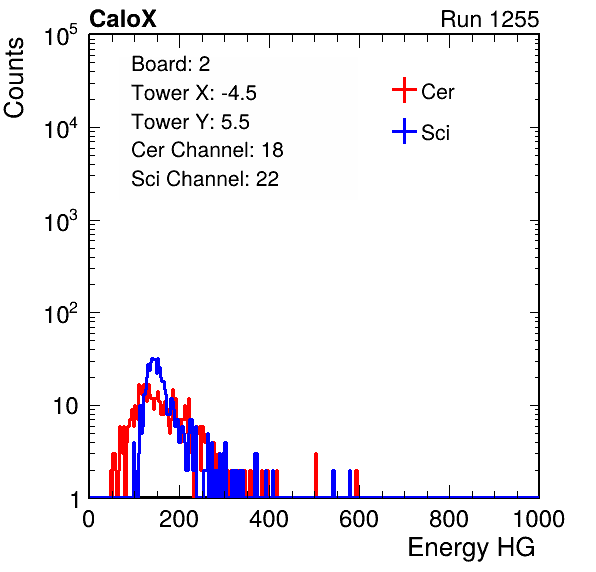 CaloX Run 1255
Counts
10^5
10^4
10^3
10^2
10
1
Board: 2
Tower X: -4.5
Tower Y: 5.5
Cer Channel: 18
Sci Channel: 22
Cer
Sci
0 200 400 600 800 1000
Energy HG